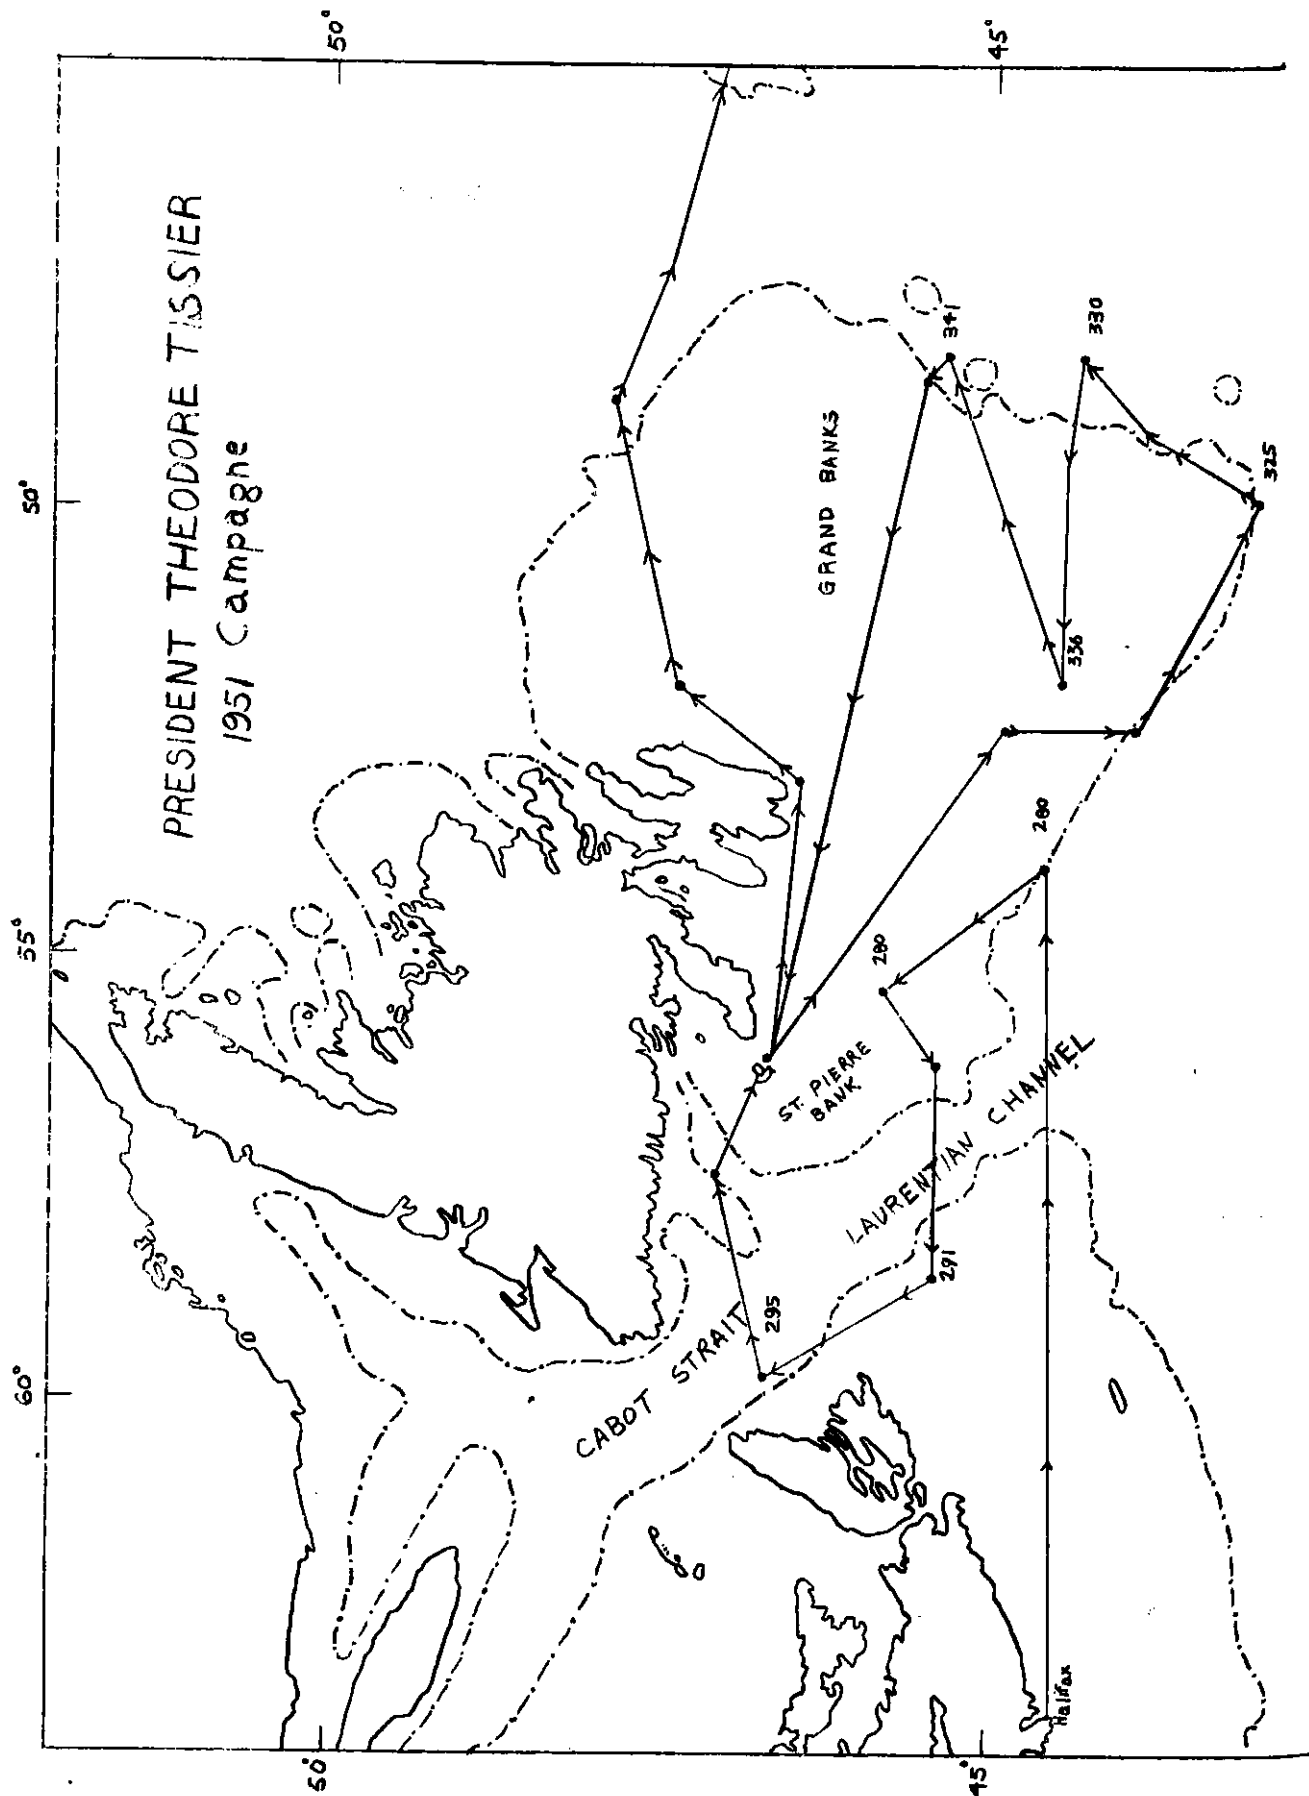 PRESIDENT THEODORE TISSIER
1951 Campagne
60°
55°
50°
50°
50°
45°
45°
CABOT STRAIT
LAURENTIAN CHANNEL
ST. PIERRE
BANK
GRAND BANKS
Halifax
280
280
291
295
325
330
336
341